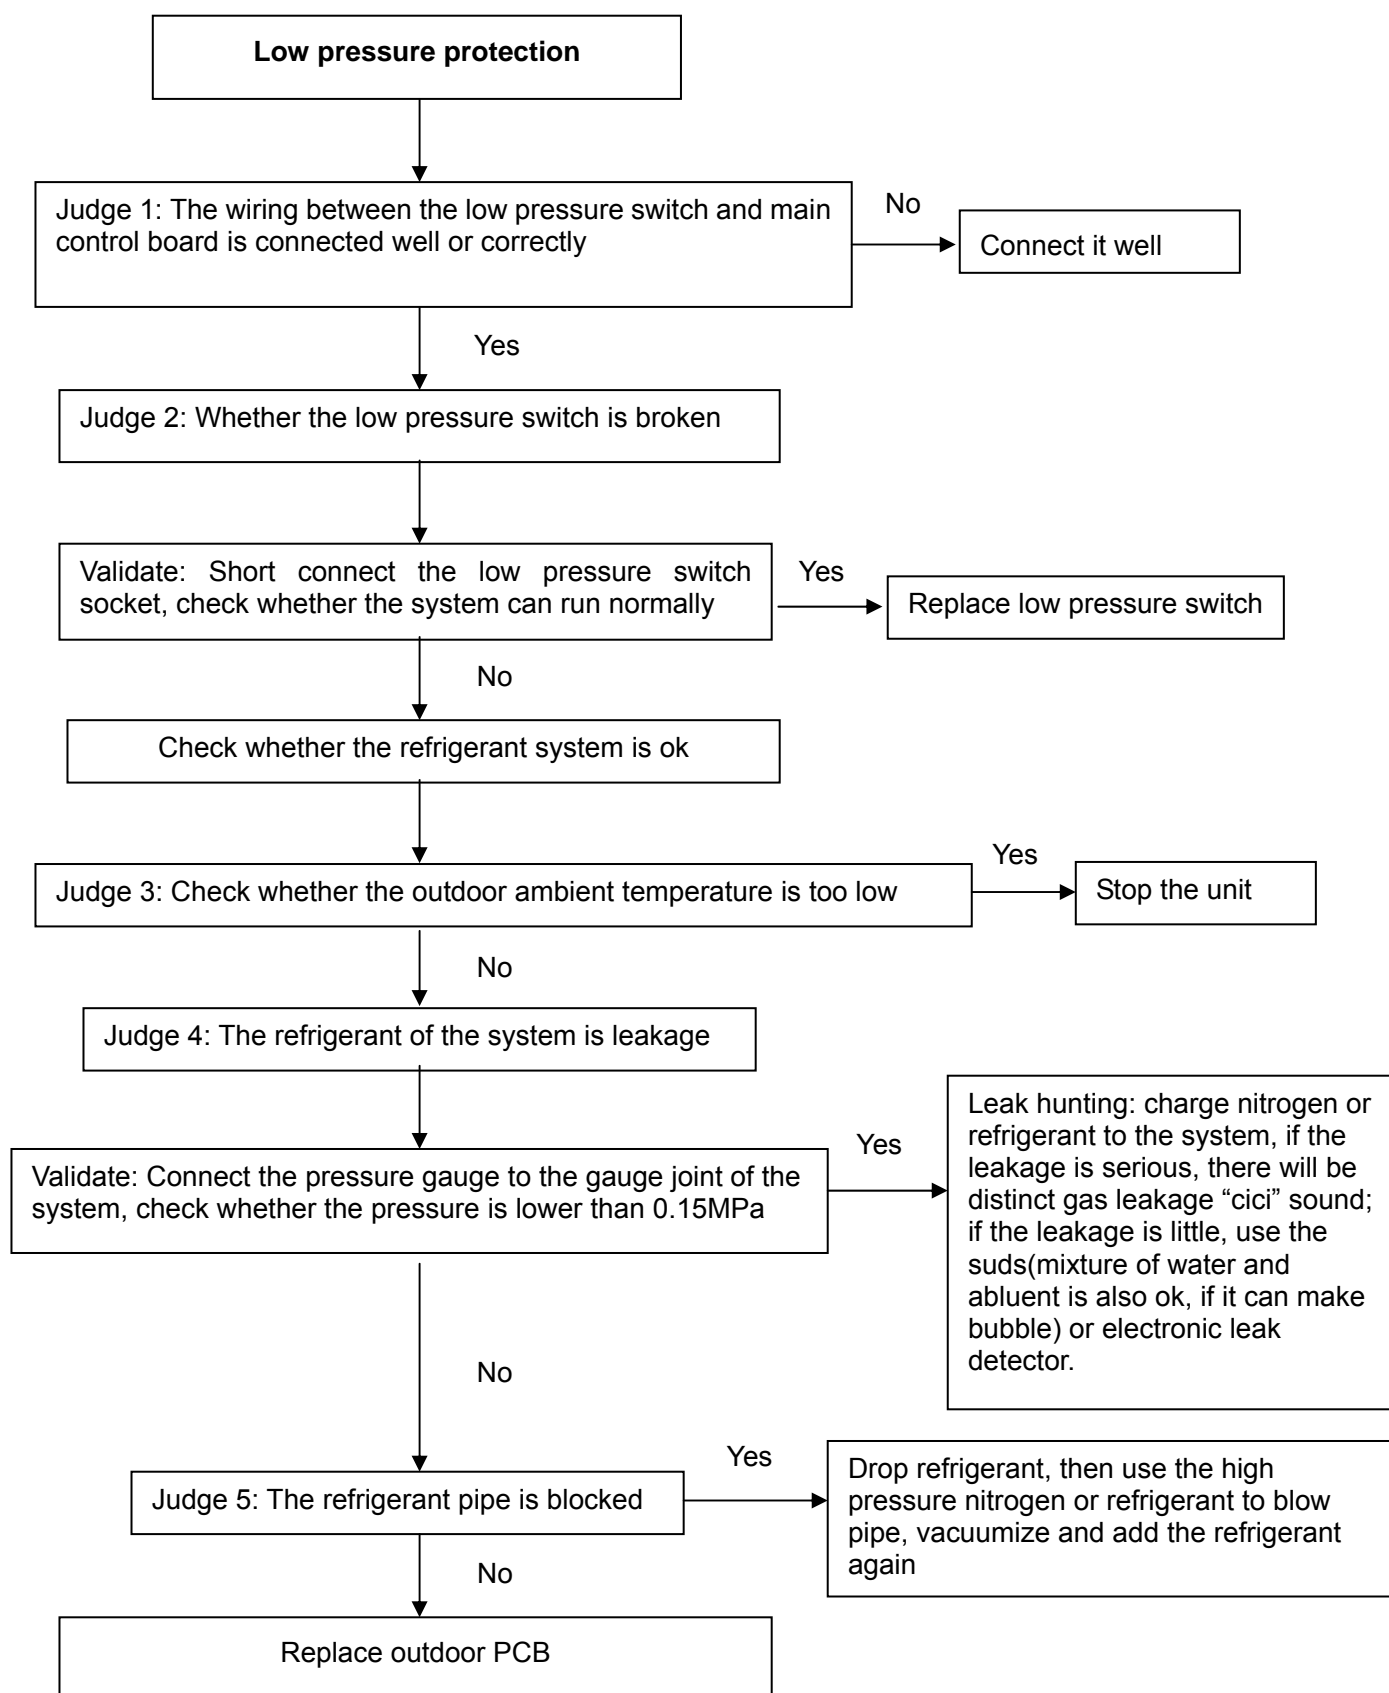 Low pressure protection
Judge 1: The wiring between the low pressure switch and main
control board is connected well or correctly
No
Connect it well
Yes
Judge 2: Whether the low pressure switch is broken
Validate: Short connect the low pressure switch
socket, check whether the system can run normally
Yes
Replace low pressure switch
No
Check whether the refrigerant system is ok
Judge 3: Check whether the outdoor ambient temperature is too low
Yes
Stop the unit
No
Judge 4: The refrigerant of the system is leakage
Validate: Connect the pressure gauge to the gauge joint of the
system, check whether the pressure is lower than 0.15MPa
Yes
Leak hunting: charge nitrogen or
refrigerant to the system, if the
leakage is serious, there will be
distinct gas leakage “cici” sound;
if the leakage is little, use the
suds(mixture of water and
abluent is also ok, if it can make
bubble) or electronic leak
detector.
No
Judge 5: The refrigerant pipe is blocked
Yes
Drop refrigerant, then use the high
pressure nitrogen or refrigerant to blow
pipe, vacuumize and add the refrigerant
again
No
Replace outdoor PCB